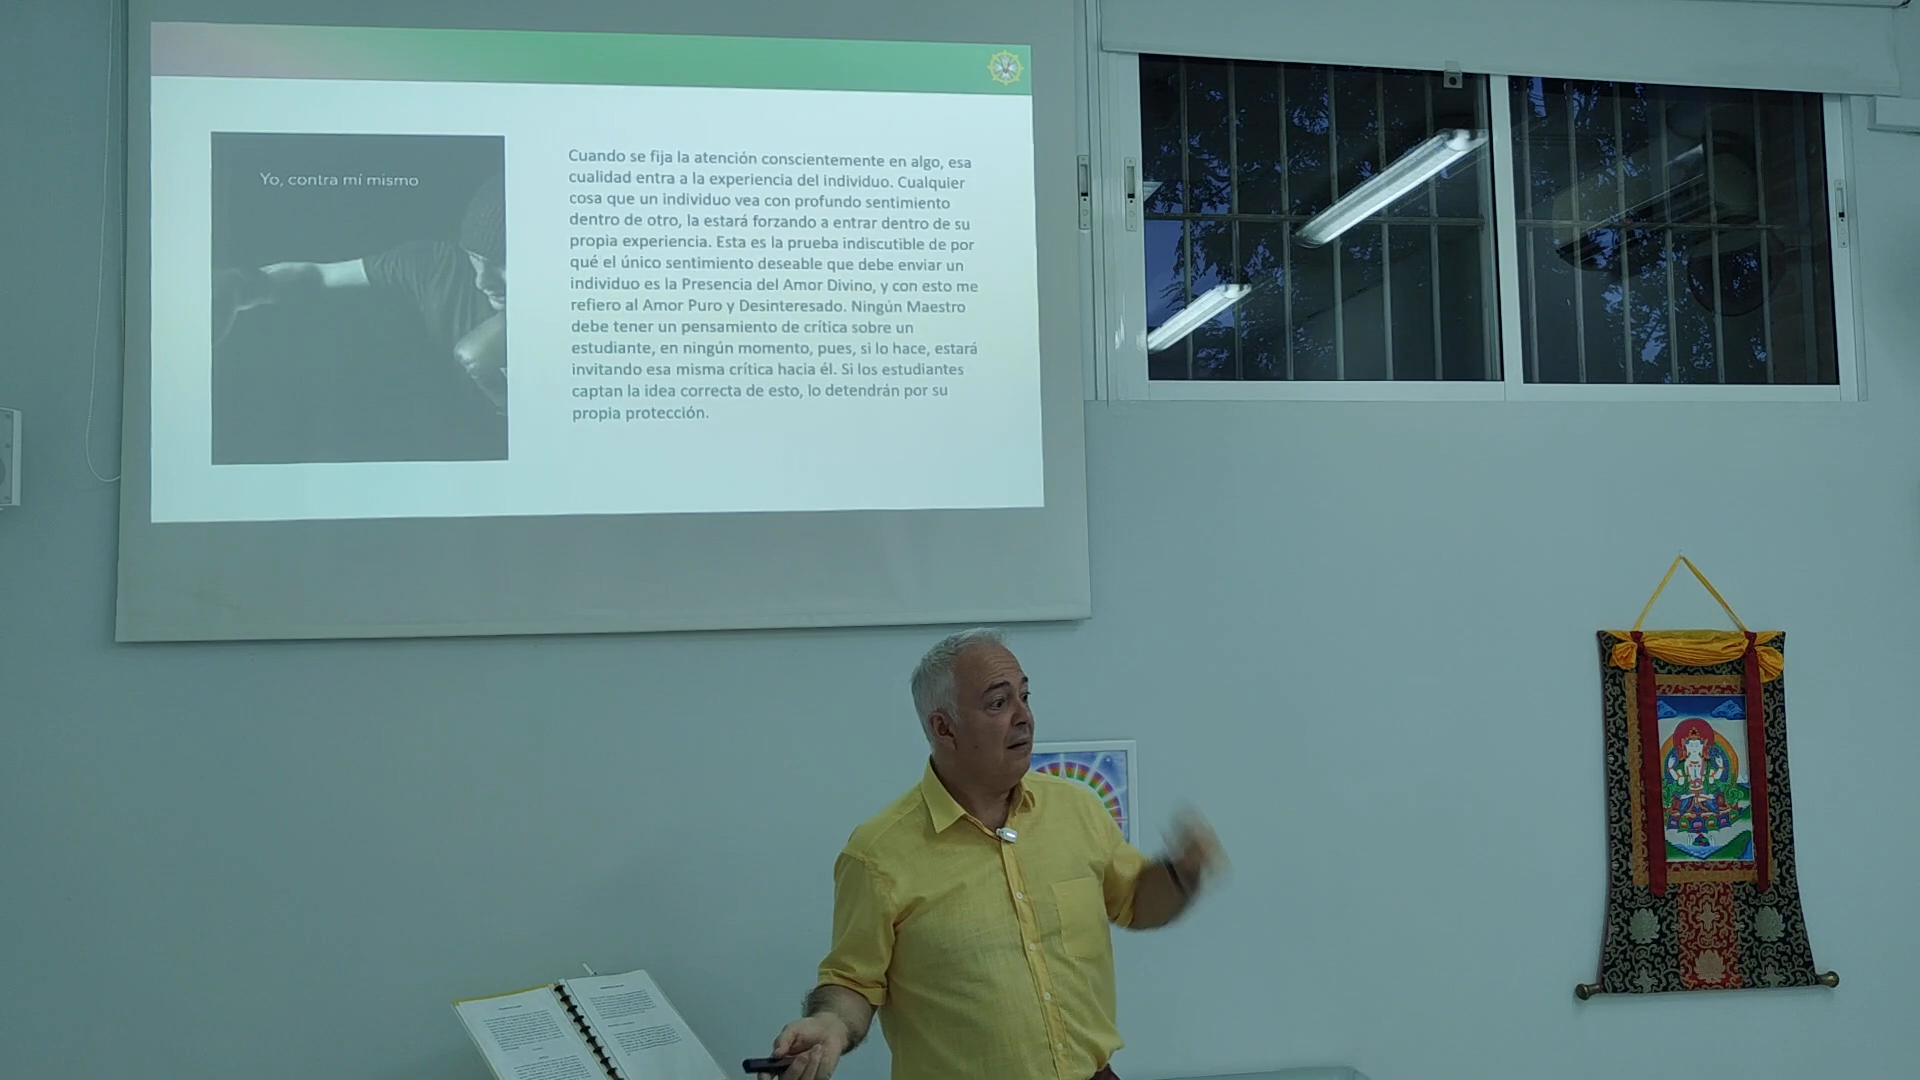 Yo, contra mí mismo
Cuando se fija la atención conscientemente en algo, esa
cualidad entra a la experiencia del individuo. Cualquier
cosa que un individuo vea con profundo sentimiento
dentro de otro, la estará forzando a entrar dentro de su
propia experiencia. Esta es la prueba indiscutible de por
qué el único sentimiento deseable que debe enviar un
individuo es la Presencia del Amor Divino, y con esto me
refiero al Amor Puro y Desinteresado. Ningún Maestro
debe tener un pensamiento de crítica sobre un
estudiante, en ningún momento, pues, si lo hace, estará
invitando esa misma crítica hacia él. Si los estudiantes
captan la idea correcta de esto, lo detendrán por su
propia protección.